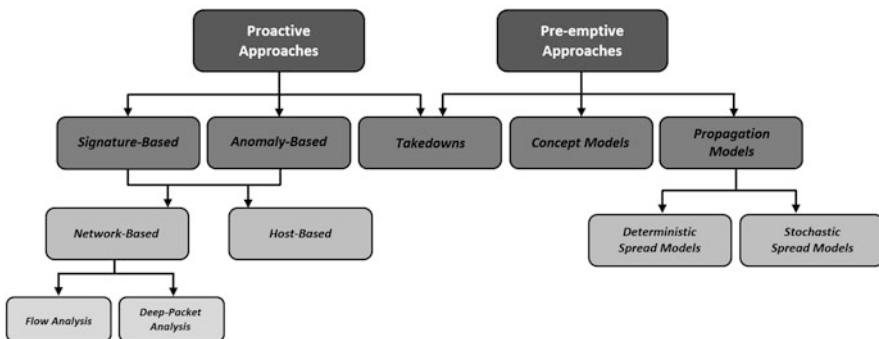 Proactive
Approaches
Pre-emptive
Approaches
Signature-Based
Anomaly-Based
Takedowns
Concept Models
Propagation
Models
Network-Based
Host-Based
Deterministic
Spread Models
Stochastic
Spread Models
Flow Analysis
Deep-Packet
Analysis